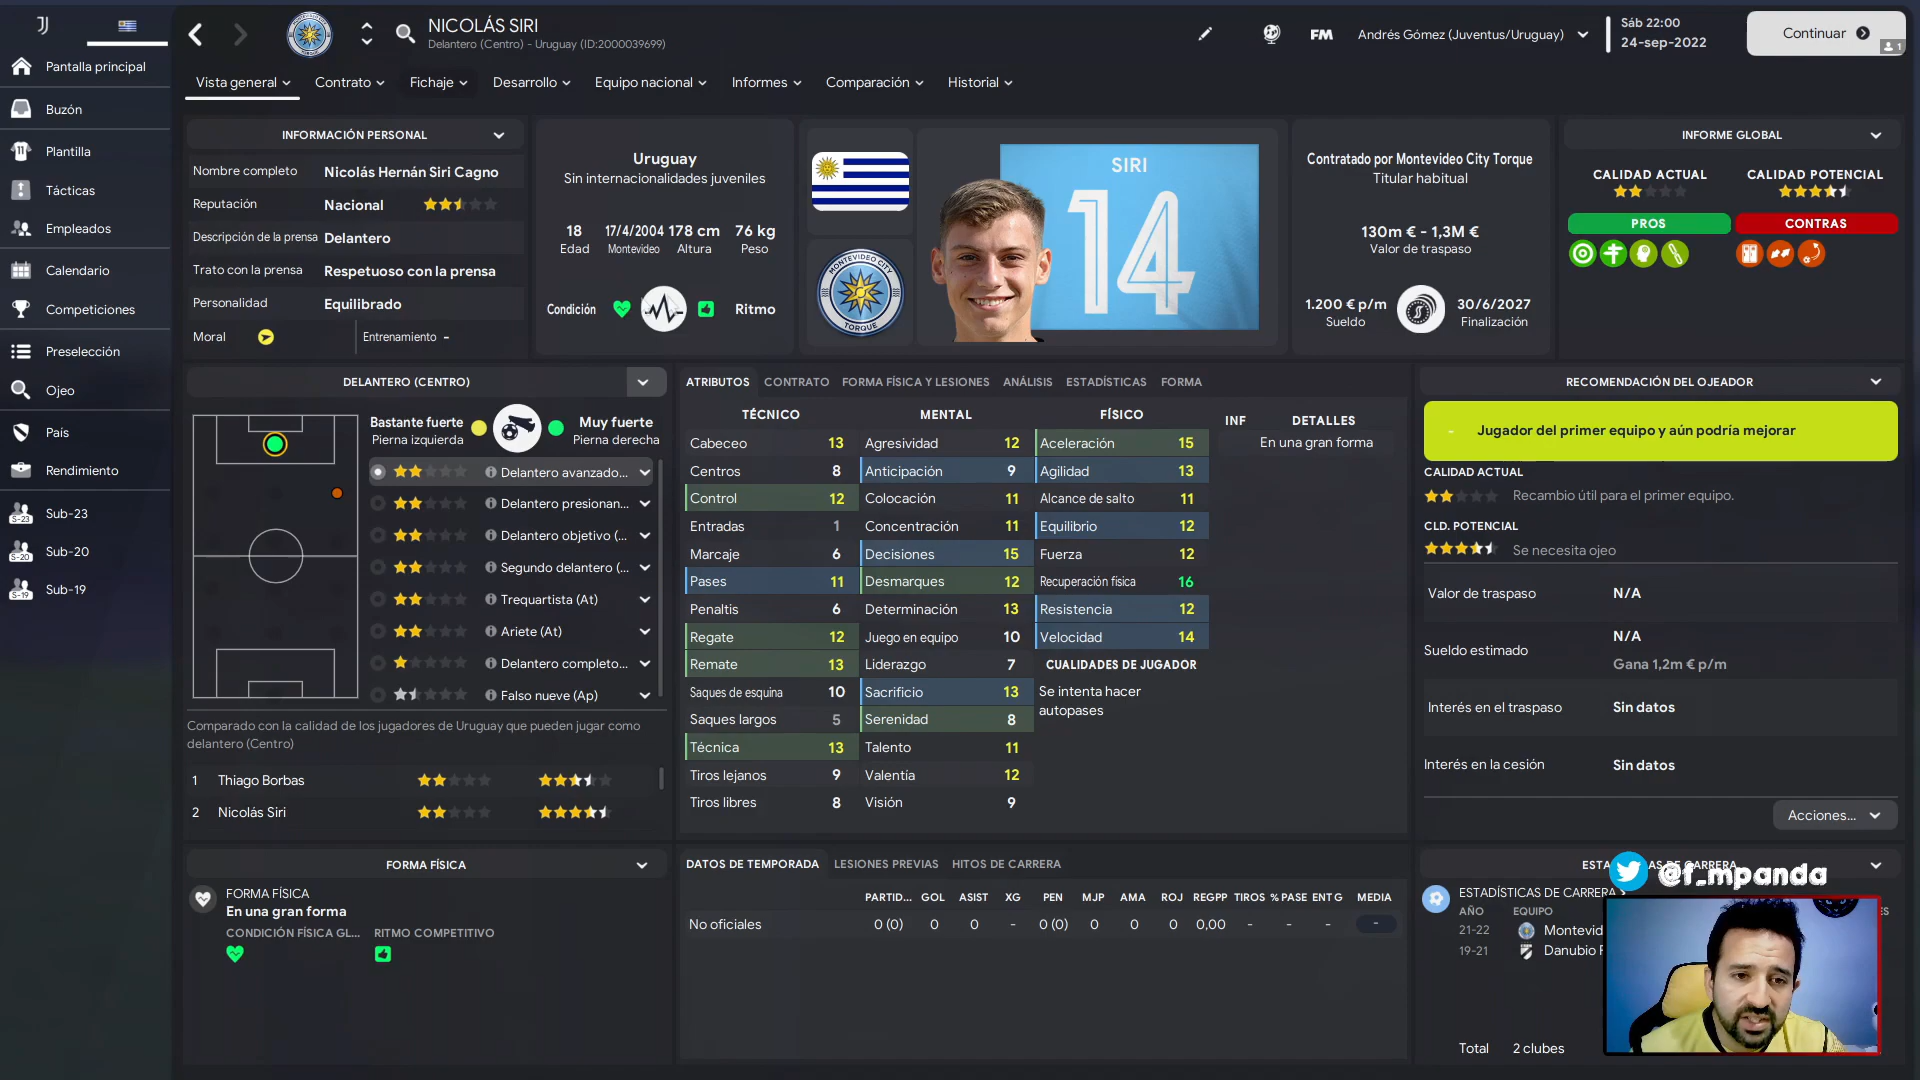 NICOLÁS SIRI
Delantero (Centro) - Uruguay (ID:2000039699)
FM
Andrés Gómez (Juventus/Uruguay)
Sáb 22:00
24-sep-2022
Continuar
1
Pantalla principal
Buzón
Plantilla
Tácticas
Empleados
Calendario
Competiciones
Preselección
Ojeo
País
Rendimiento
S-23 Sub-23
S-20 Sub-20
S-19 Sub-19
Vista general
Contrato
Fichaje
Desarrollo
Equipo nacional
Informes
Comparación
Historial
INFORMACIÓN PERSONAL
Nombre completo Nicolás Hernán Siri Cagno
Reputación Nacional
Descripción de la prensa Delantero
Trato con la prensa Respetuoso con la prensa
Personalidad Equilibrado
Moral
Entrenamiento -
Uruguay
Sin internacionalidades juveniles
18 17/4/2004 178 cm 76 kg
Edad Montevideo Altura Peso
Condición Ritmo
MONTEVIDEO CITY
TORQUE
SIRI
14
Contratado por Montevideo City Torque
Titular habitual
130m € - 1,3M €
Valor de traspaso
1.200 € p/m 30/6/2027
Sueldo Finalización
INFORME GLOBAL
CALIDAD ACTUAL CALIDAD POTENCIAL
PROS CONTRAS
DELANTERO (CENTRO)
Bastante fuerte Muy fuerte
Pierna izquierda Pierna derecha
Delantero avanzado...
Delantero presionan...
Delantero objetivo (...
Segundo delantero (...
Trequartista (At)
Ariete (At)
Delantero completo...
Falso nueve (Ap)
Comparado con la calidad de los jugadores de Uruguay que pueden jugar como
delantero (Centro)
1 Thiago Borbas
2 Nicolás Siri
ATRIBUTOS CONTRATO FORMA FÍSICA Y LESIONES ANÁLISIS ESTADÍSTICAS FORMA
TÉCNICO MENTAL FÍSICO
Cabeceo 13 Agresividad 12 Aceleración 15
Centros 8 Anticipación 9 Agilidad 13
Control 12 Colocación 11 Alcance de salto 11
Entradas 1 Concentración 11 Equilibrio 12
Marcaje 6 Decisiones 15 Fuerza 12
Pases 11 Desmarques 12 Recuperación física 16
Penaltis 6 Determinación 13 Resistencia 12
Regate 12 Juego en equipo 10 Velocidad 14
Remate 13 Liderazgo 7 CUALIDADES DE JUGADOR
Saques de esquina 10 Sacrificio 13 Se intenta hacer
Saques largos 5 Serenidad 8 autopases
Técnica 13 Talento 11
Tiros lejanos 9 Valentía 12
Tiros libres 8 Visión 9
INF DETALLES
En una gran forma
RECOMENDACIÓN DEL OJEADOR
- Jugador del primer equipo y aún podría mejorar
CALIDAD ACTUAL
Recambio útil para el primer equipo.
CLD. POTENCIAL
Se necesita ojeo
Valor de traspaso N/A
Sueldo estimado N/A
Gana 1,2m € p/m
Interés en el traspaso Sin datos
Interés en la cesión Sin datos
Acciones...
FORMA FÍSICA
FORMA FÍSICA
En una gran forma
CONDICIÓN FÍSICA GL... RITMO COMPETITIVO
DATOS DE TEMPORADA LESIONES PREVIAS HITOS DE CARRERA
PARTID... GOL ASIST XG PEN MJP AMA ROJ REGPP TIROS % PASE ENT G MEDIA
No oficiales 0 (0) 0 0 - 0 (0) 0 0 0 0,00 - - - -
@f_mpanda
ESTADÍSTICAS DE CARRERA
AÑO EQUIPO
21-22 Montevid
19-21 Danubio F
Total 2 clubes